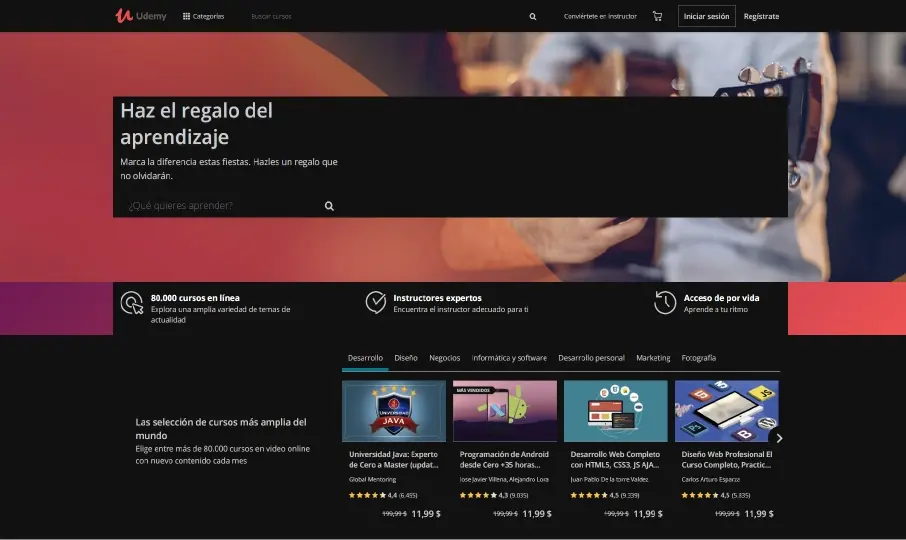 Udemy
Categorías
Buscar cursos
Conviértete en Instructor
Iniciar sesión
Regístrate
Haz el regalo del
aprendizaje
Marca la diferencia estas fiestas. Hazles un regalo que
no olvidarán.
¿Qué quieres aprender?
80.000 cursos en línea
Explora una amplia variedad de temas de
actualidad
Instructores expertos
Encuentra el instructor adecuado para ti
Acceso de por vida
Aprende a tu ritmo
Desarrollo
Diseño
Negocios
Informática y software
Desarrollo personal
Marketing
Fotografía
Las selección de cursos más amplia del
mundo
Elige entre más de 80.000 cursos en video online
con nuevo contenido cada mes
UNIVERSIDAD
JAVA
Universidad Java: Experto
de Cero a Master (updat...
Global Mentoring
4,4 (6.455)
199,99 $ 11,99 $
MÁS VENDIDOS
Programación de Android
desde Cero +35 horas...
Jose Javier Villena, Alejandro Lora
4,3 (9.035)
199,99 $ 11,99 $
Desarrollo Web Completo
con HTML5, CSS3, JS AJA...
Juan Pablo De la torre Valdez
4,5 (9.339)
199,99 $ 11,99 $
JS
B
Diseño Web Profesional El
Curso Completo, Practic...
Carlos Arturo Esparza
4,5 (5.835)
199,99 $ 11,99 $